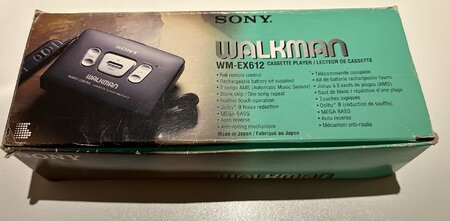 SONY
WALKMAN
WM-EX612 CASSETTE PLAYER / LECTEUR DE CASSETTE
• Full remote control
• Rechargeable battery kit supplied
• 3 songs AMS (Automatic Music Sensor)
• Blank skip / One song repeat
• Feather touch operation
• Dolby* B Noise reduction
• MEGA BASS
• Auto reverse
• Anti-rolling mechanism
Made in Japan / Fabriqué au Japon
• Télécommande complète
• Kit de batterie rechargeable fourni
• Jusqu'à 3 sauts de plages (AMS)
• Saut de blanc / répétition d'une plage
• Touches logiques
• Dolby* B (réduction de souffle)
• MEGA BASS
• Auto reverse
• Mécanisme anti-roulis
SONY
WALKMAN
SONY
WALKMAN